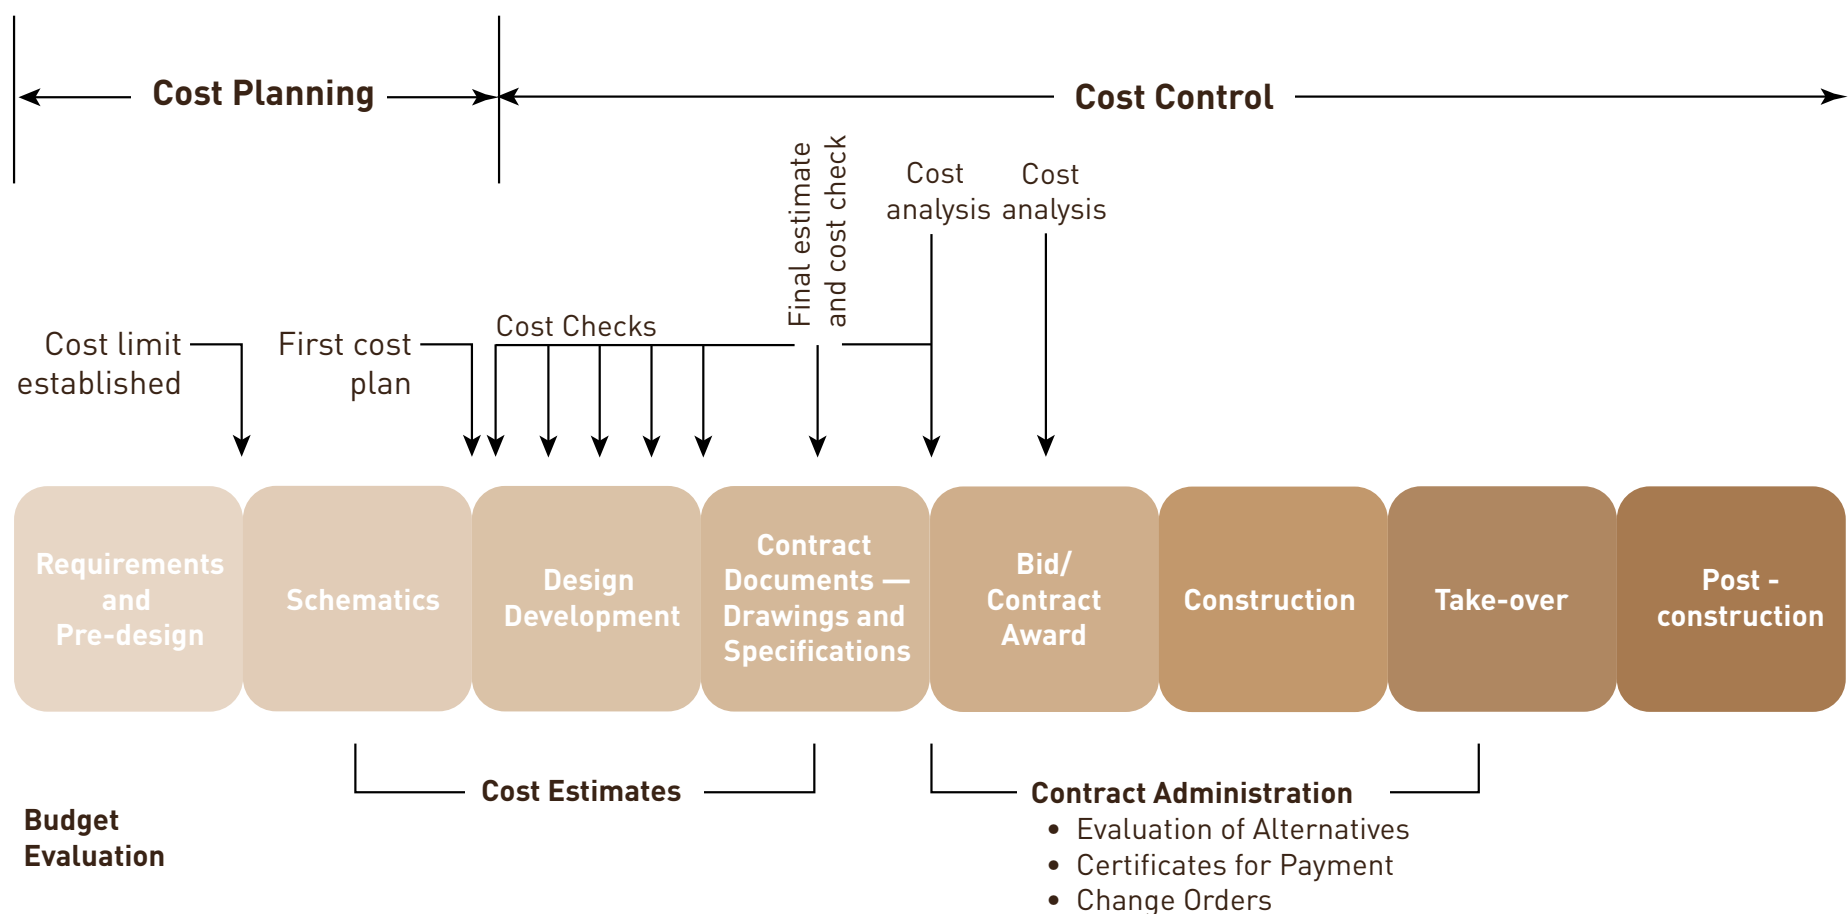 Cost Planning
Cost Control
Final estimate
and cost check
Cost
analysis
Cost
analysis
Cost Checks
Cost limit
established
First cost
plan
Requirements
and
Pre-design
Schematics
Design
Development
Contract
Documents —
Drawings and
Specifications
Bid/
Contract
Award
Construction
Take-over
Post -
construction
Cost Estimates
Budget
Evaluation
Contract Administration
• Evaluation of Alternatives
• Certificates for Payment
• Change Orders